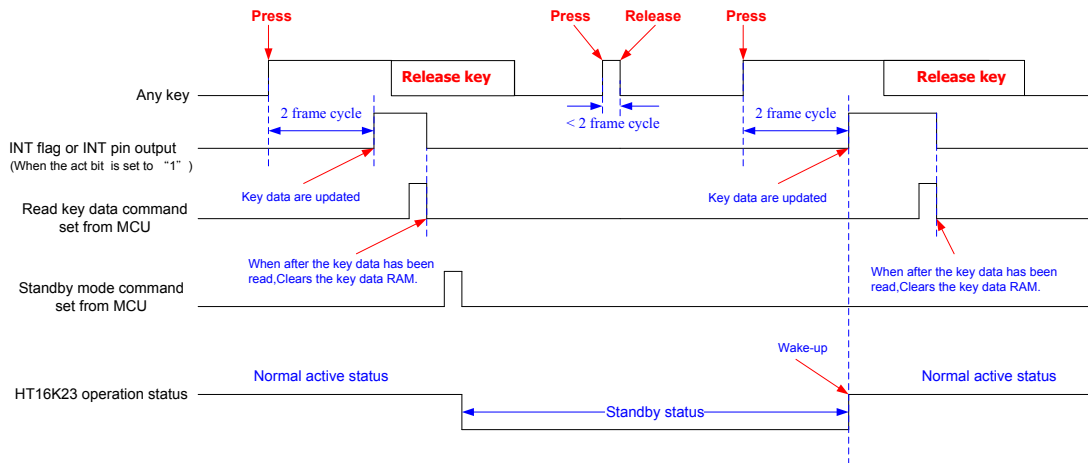 Press
Press
Release
Press
Release key
Release key
Any key
2 frame cycle
< 2 frame cycle
2 frame cycle
INT flag or INT pin output
(When the act bit is set to “1” )
Key data are updated
Key data are updated
Read key data command
set from MCU
When after the key data has been
read,Clears the key data RAM.
When after the key data has been
read,Clears the key data RAM.
Standby mode command
set from MCU
Wake-up
Normal active status
Normal active status
HT16K23 operation status
Standby status